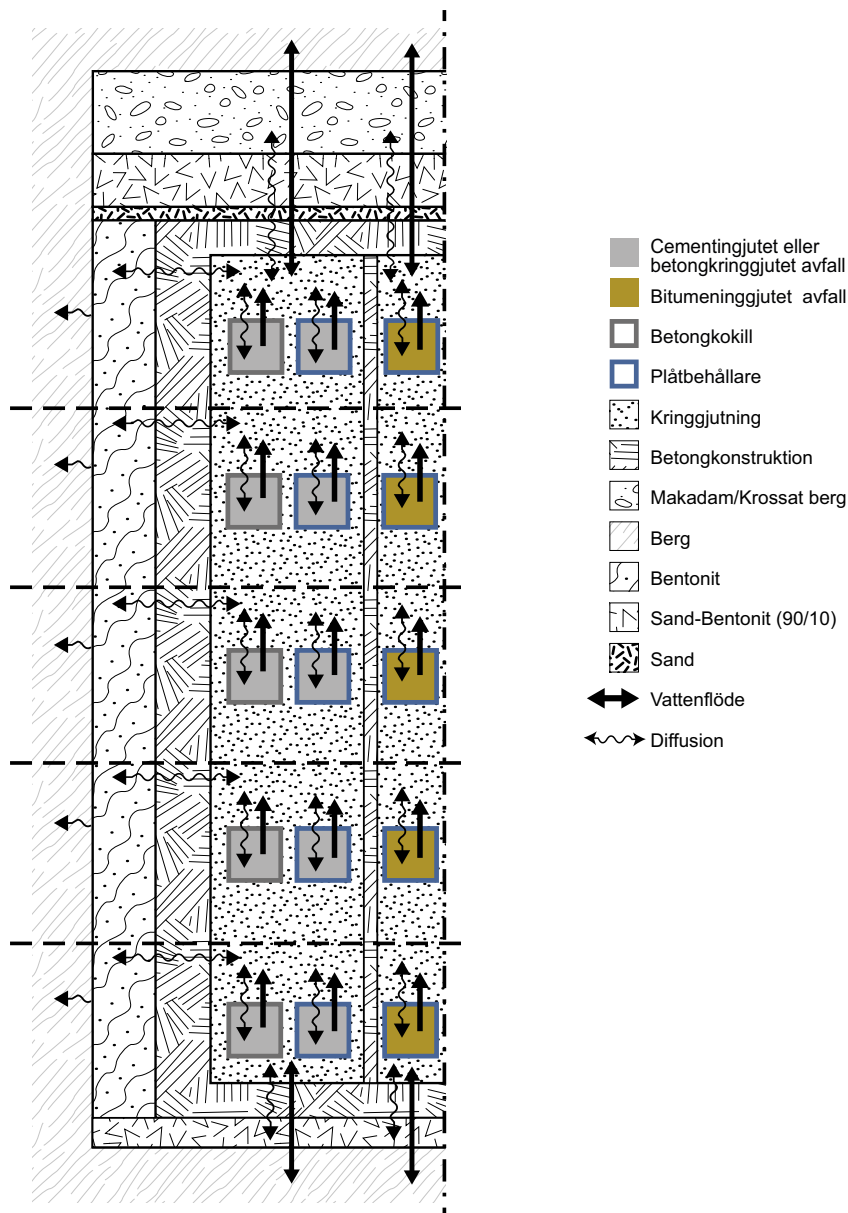 Cementingjutet eller
betongkringgjutet avfall
Bitumeninggjutet avfall
Betongkokill
Plåtbehållare
Kringgjutning
Betongkonstruktion
Makadam/Krossat berg
Berg
Bentonit
Sand-Bentonit (90/10)
Sand
Vattenflöde
Diffusion